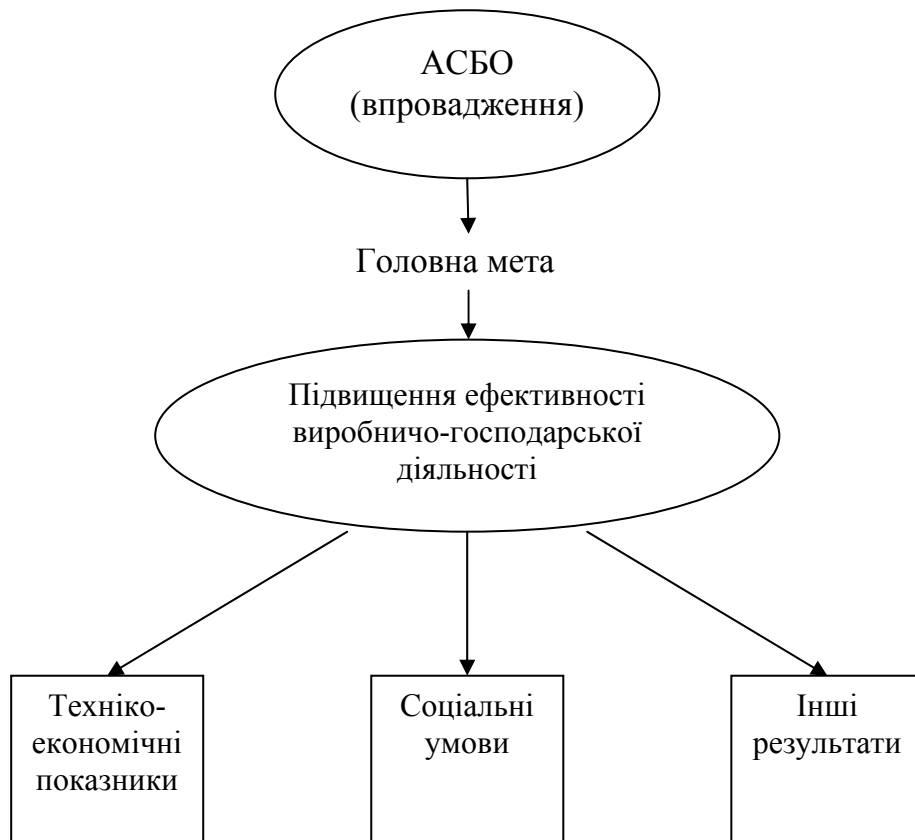 АСБО
(впровадження)
Головна мета
Підвищення ефективності
виробничо-господарської
діяльності
Техніко-
економічні
показники
Соціальні
умови
Інші
результати